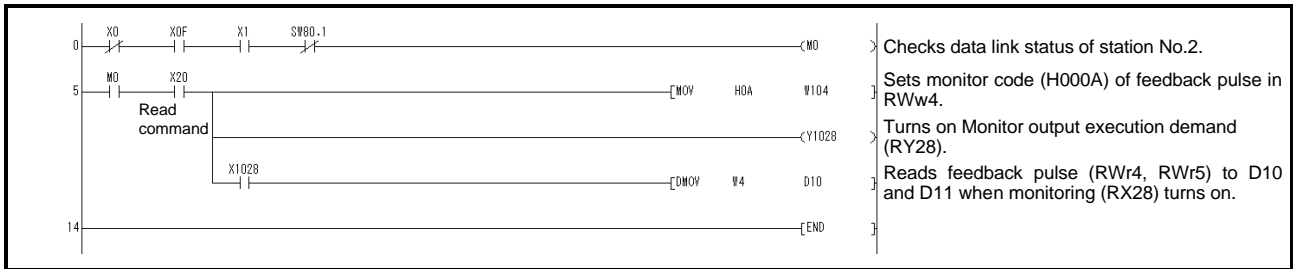 X0 X0F X1 SW80.1
0 (M0 ) Checks data link status of station No.2.
M0 X20
5 [MOV H0A W104 ] Sets monitor code (H000A) of feedback pulse in
RWw4.
Read
command
(Y1028 ) Turns on Monitor output execution demand
(RY28).
X1028
[DMOV W4 D10 ] Reads feedback pulse (RWr4, RWr5) to D10
and D11 when monitoring (RX28) turns on.
14 [END ]